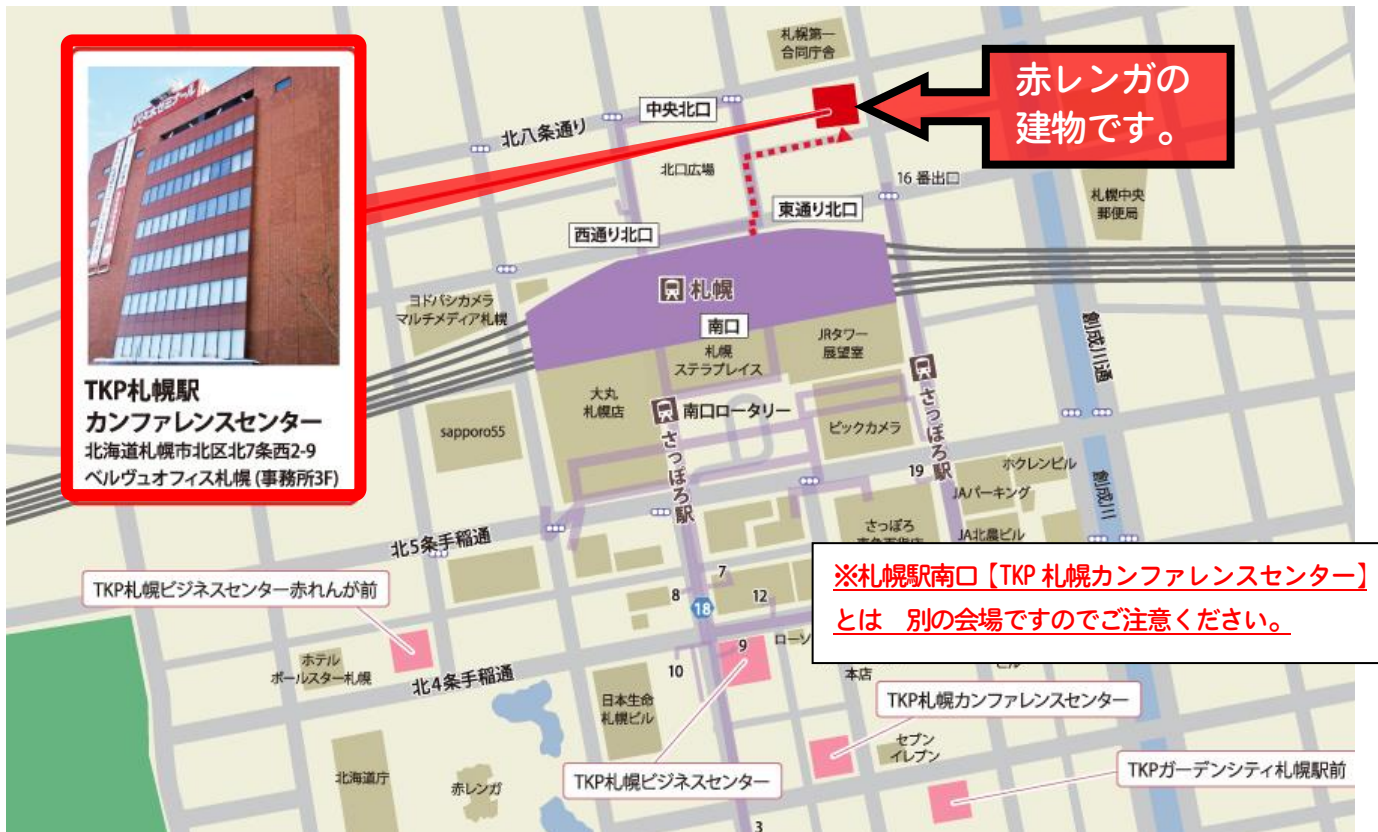 札幌第一
合同庁舎
赤レンガの
建物です。
中央北口
北八条通り
北口広場
16 番出口
札幌中央
郵便局
東通り北口
西通り北口
札幌
ヨドバシカメラ
マルチメディア札幌
南口
札幌
ステラプレイス
JRタワー
展望室
創成川通
TKP札幌駅
カンファレンスセンター
北海道札幌市北区北7条西2-9
ベルヴュオフィス札幌 (事務所3F)
大丸
札幌店
南口ロータリー
さっぽろ駅
さっぽろ駅
sapporo55
ビックカメラ
19
ホクレンビル
JAパーキング
創成川
さっぽろ
JA北農ビル
北5条手稲通
※札幌駅南口【TKP 札幌カンファレンスセンター】
とは　別の会場ですのでご注意ください。
TKP札幌ビジネスセンター赤れんが前
7
8
12
18
9
10
ローソ
本店
ホテル
ポールスター札幌
北4条手稲通
日本生命
札幌ビル
TKP札幌カンファレンスセンター
セブン
イレブン
北海道庁
赤レンガ
TKP札幌ビジネスセンター
TKPガーデンシティ札幌駅前
3